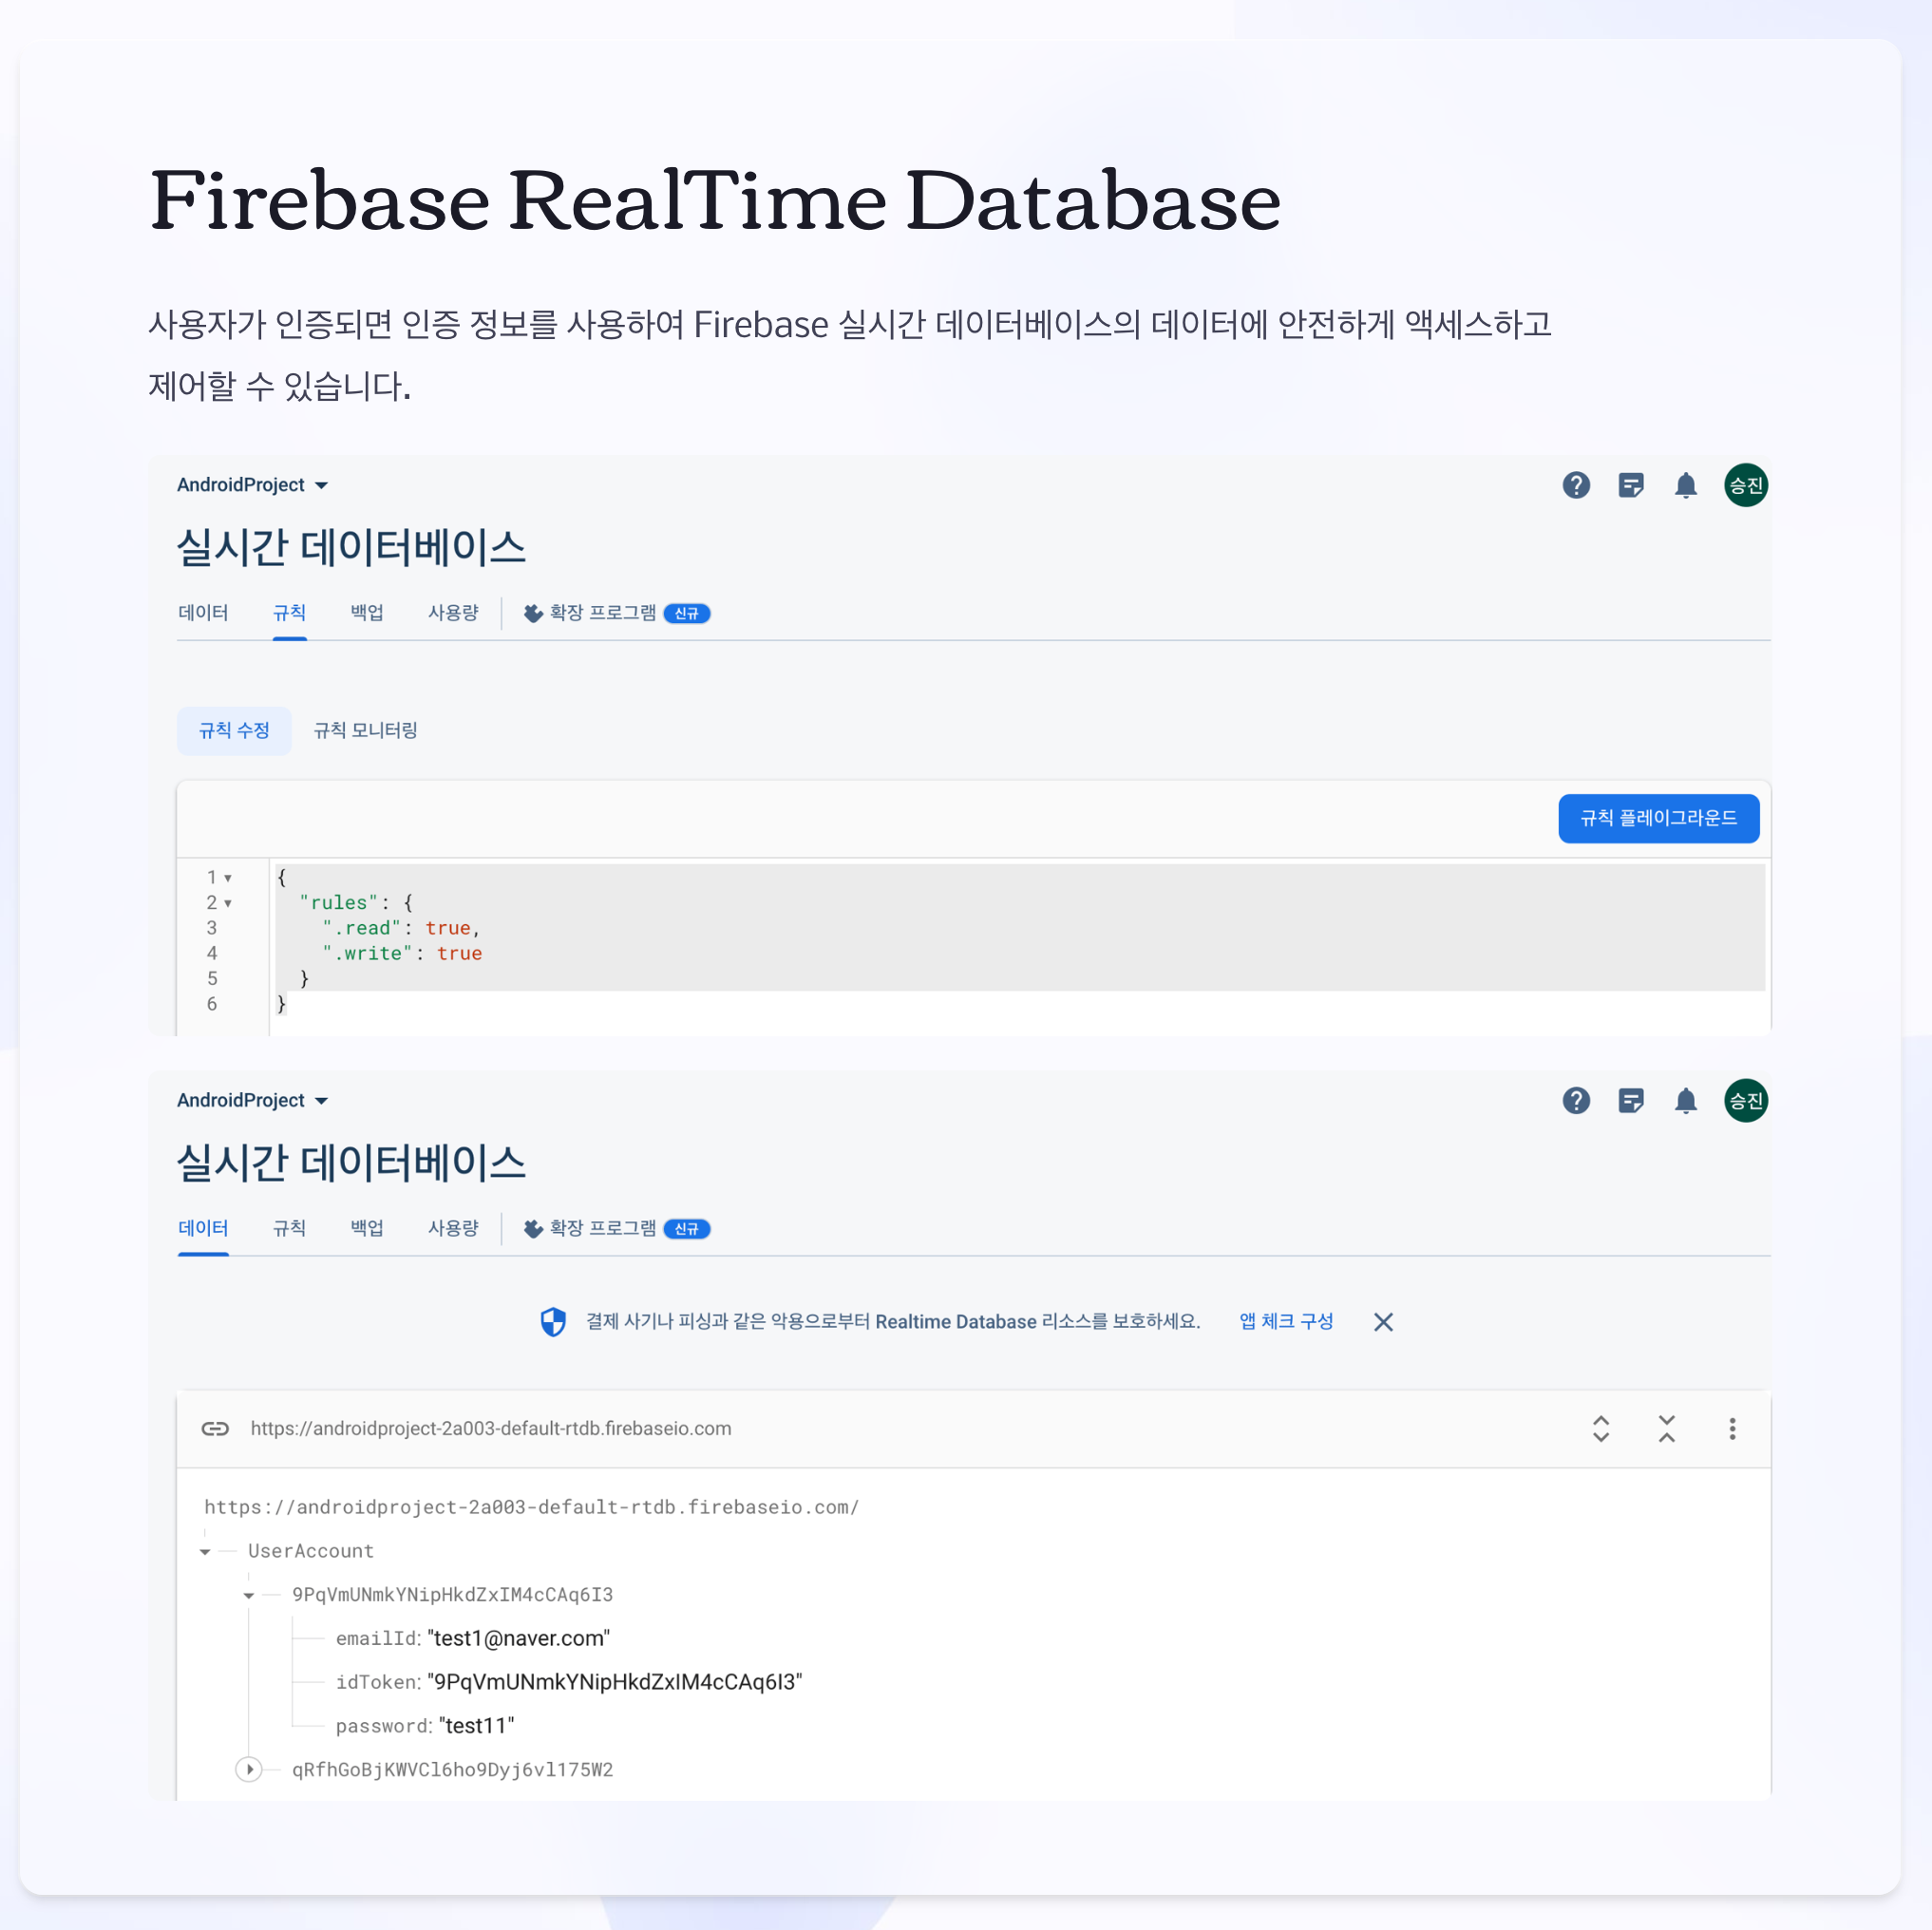 Firebase RealTime Database
사용자가 인증되면 인증 정보를 사용하여 Firebase 실시간 데이터베이스의 데이터에 안전하게 액세스하고
제어할 수 있습니다.
AndroidProject
승진
실시간 데이터베이스
데이터 규칙 백업 사용량 확장 프로그램 신규
규칙 수정 규칙 모니터링
규칙 플레이그라운드
1 {
2 "rules": {
3 ".read": true,
4 ".write": true
5 }
6 }
AndroidProject
승진
실시간 데이터베이스
데이터 규칙 백업 사용량 확장 프로그램 신규
결제 사기나 피싱과 같은 악용으로부터 Realtime Database 리소스를 보호하세요. 앱 체크 구성
https://androidproject-2a003-default-rtdb.firebaseio.com
https://androidproject-2a003-default-rtdb.firebaseio.com/
UserAccount
9PqVmUNmkYNipHkdZxIM4cCAq6I3
emailId: "test1@naver.com"
idToken: "9PqVmUNmkYNipHkdZxIM4cCAq6I3"
password: "test11"
qRfhGoBjKWVCl6ho9Dyj6vl175W2